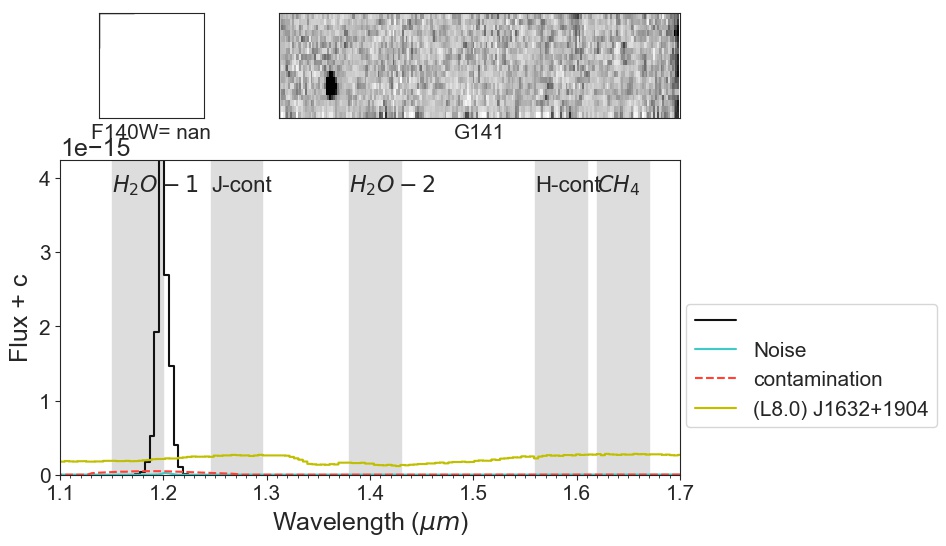 F140W= nan
G141
1e−15
H₂O − 1 J-cont H₂O − 2 H-cont CH₄
4
3
2
1
0
Flux + c
1.1 1.2 1.3 1.4 1.5 1.6 1.7
Wavelength (μm)
Noise
contamination
(L8.0) J1632+1904